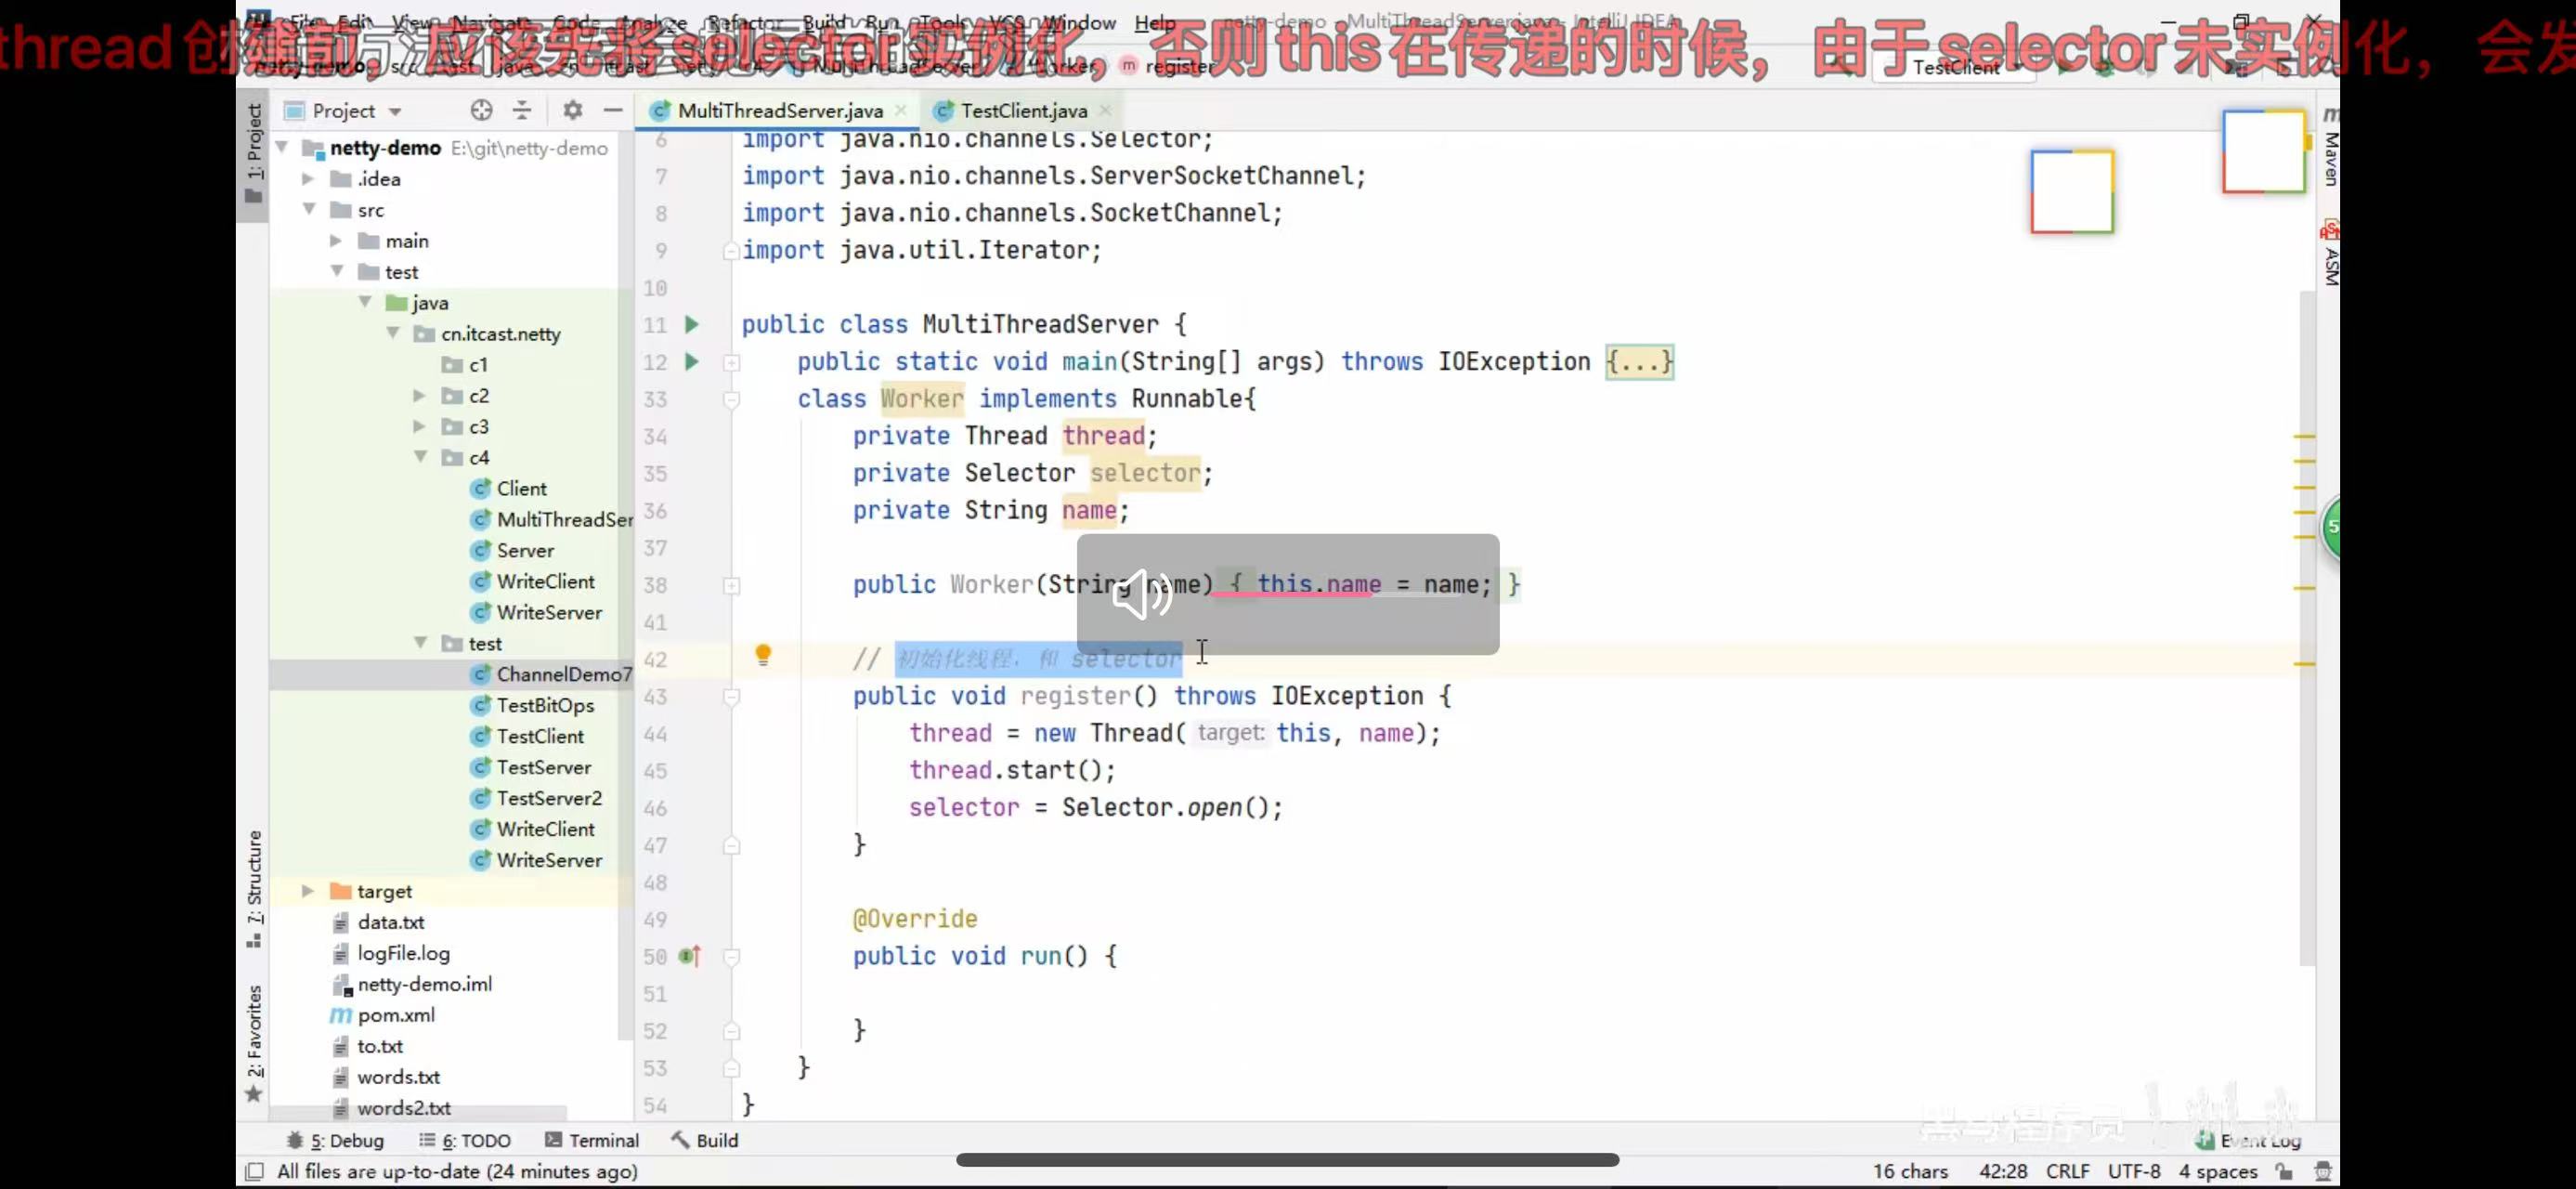 File Edit View Navigate Code Analyze Refactor Build Run Tools VCS Window Help netty-demo - MultiThreadServer.java - IntelliJ IDEA
thread创建前，应该先将selector实例化，否则this在传递的时候，由于selector未实例化，会发
netty-demo src test java cn itcast netty c4 MultiThreadServer Worker register
TestClient
1: Project
Project
MultiThreadServer.java
TestClient.java
netty-demo E:\git\netty-demo
.idea
src
main
test
java
cn.itcast.netty
c1
c2
c3
c4
Client
MultiThreadSer
Server
WriteClient
WriteServer
test
ChannelDemo7
TestBitOps
TestClient
TestServer
TestServer2
WriteClient
WriteServer
target
data.txt
logFile.log
netty-demo.iml
pom.xml
to.txt
words.txt
words2.txt
7: Structure
2: Favorites
6 import java.nio.channels.Selector;
7 import java.nio.channels.ServerSocketChannel;
8 import java.nio.channels.SocketChannel;
9 import java.util.Iterator;
10
11 public class MultiThreadServer {
12 public static void main(String[] args) throws IOException {...}
33 class Worker implements Runnable{
34 private Thread thread;
35 private Selector selector;
36 private String name;
37
38 public Worker(String name) { this.name = name; }
41
42 // 初始化线程，和 selector
43 public void register() throws IOException {
44 thread = new Thread( target: this, name);
45 thread.start();
46 selector = Selector.open();
47 }
48
49 @Override
50 public void run() {
51
52 }
53 }
54 }
Maven
ASM
5
黑马程序员
5: Debug 6: TODO Terminal Build Event Log
All files are up-to-date (24 minutes ago) 16 chars 42:28 CRLF UTF-8 4 spaces